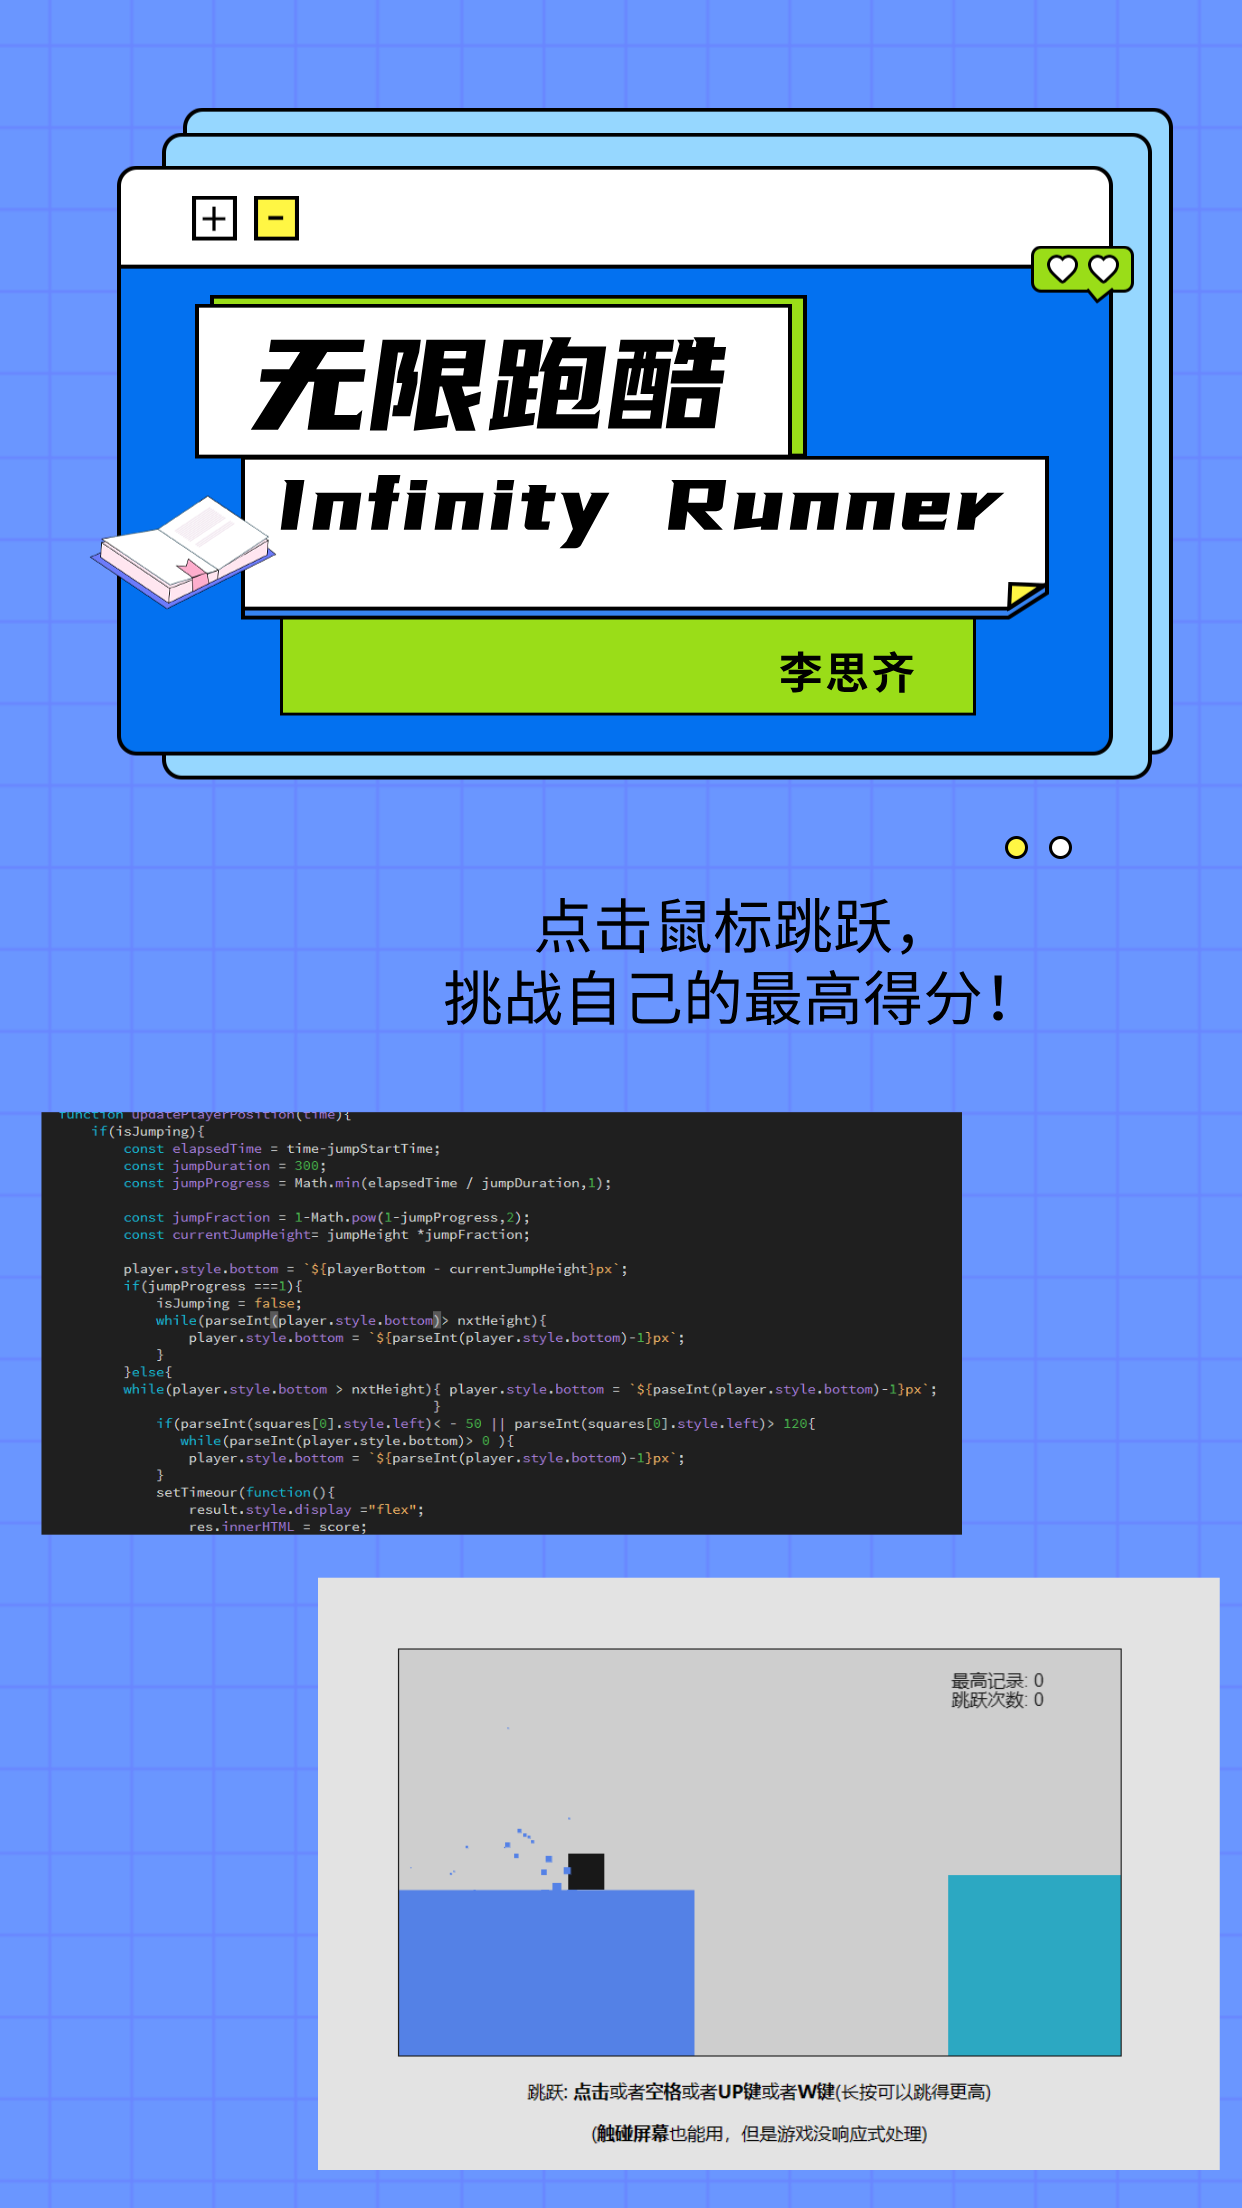 无限跑酷
Infinity Runner
李思齐
点击鼠标跳跃，
挑战自己的最高得分！
function updatePlayerPosition(time){
if(isJumping){
const elapsedTime = time-jumpStartTime;
const jumpDuration = 300;
const jumpProgress = Math.min(elapsedTime / jumpDuration,1);
const jumpFraction = 1-Math.pow(1-jumpProgress,2);
const currentJumpHeight= jumpHeight *jumpFraction;
player.style.bottom = `${playerBottom - currentJumpHeight}px`;
if(jumpProgress ===1){
isJumping = false;
while(parseInt(player.style.bottom)> nxtHeight){
player.style.bottom = `${parseInt(player.style.bottom)-1}px`;
}
}else{
while(player.style.bottom > nxtHeight){ player.style.bottom = `${paseInt(player.style.bottom)-1}px`;
}
if(parseInt(squares[0].style.left)< - 50 || parseInt(squares[0].style.left)> 120{
while(parseInt(player.style.bottom)> 0 ){
player.style.bottom = `${parseInt(player.style.bottom)-1}px`;
}
setTimeour(function(){
result.style.display ="flex";
res.innerHTML = score;
最高记录: 0
跳跃次数: 0
跳跃: 点击或者空格或者UP键或者W键(长按可以跳得更高)
(触碰屏幕也能用，但是游戏没响应式处理)